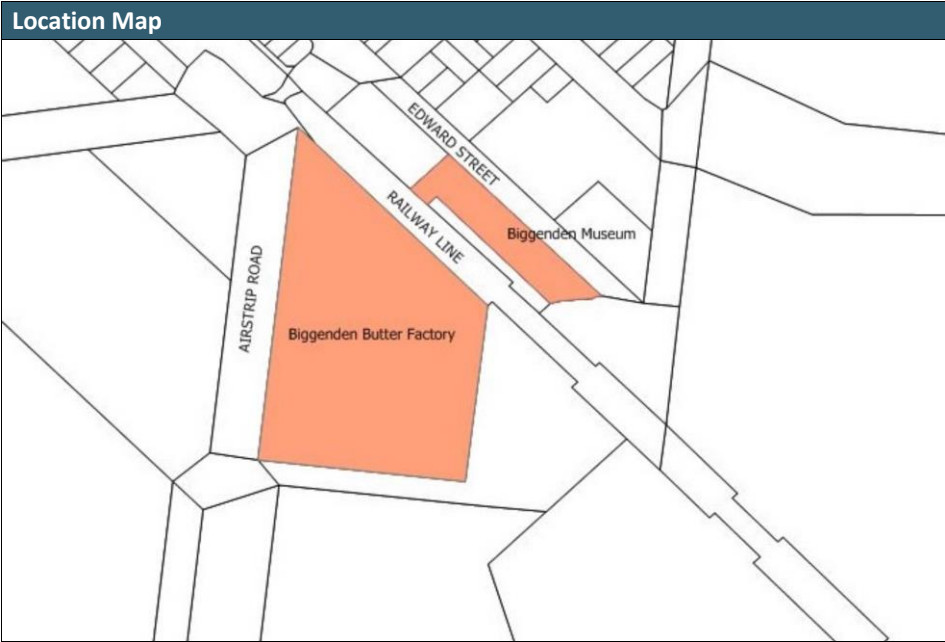 Location Map
EDWARD STREET
RAILWAY LINE
Biggenden Museum
AIRSTRIP ROAD
Biggenden Butter Factory